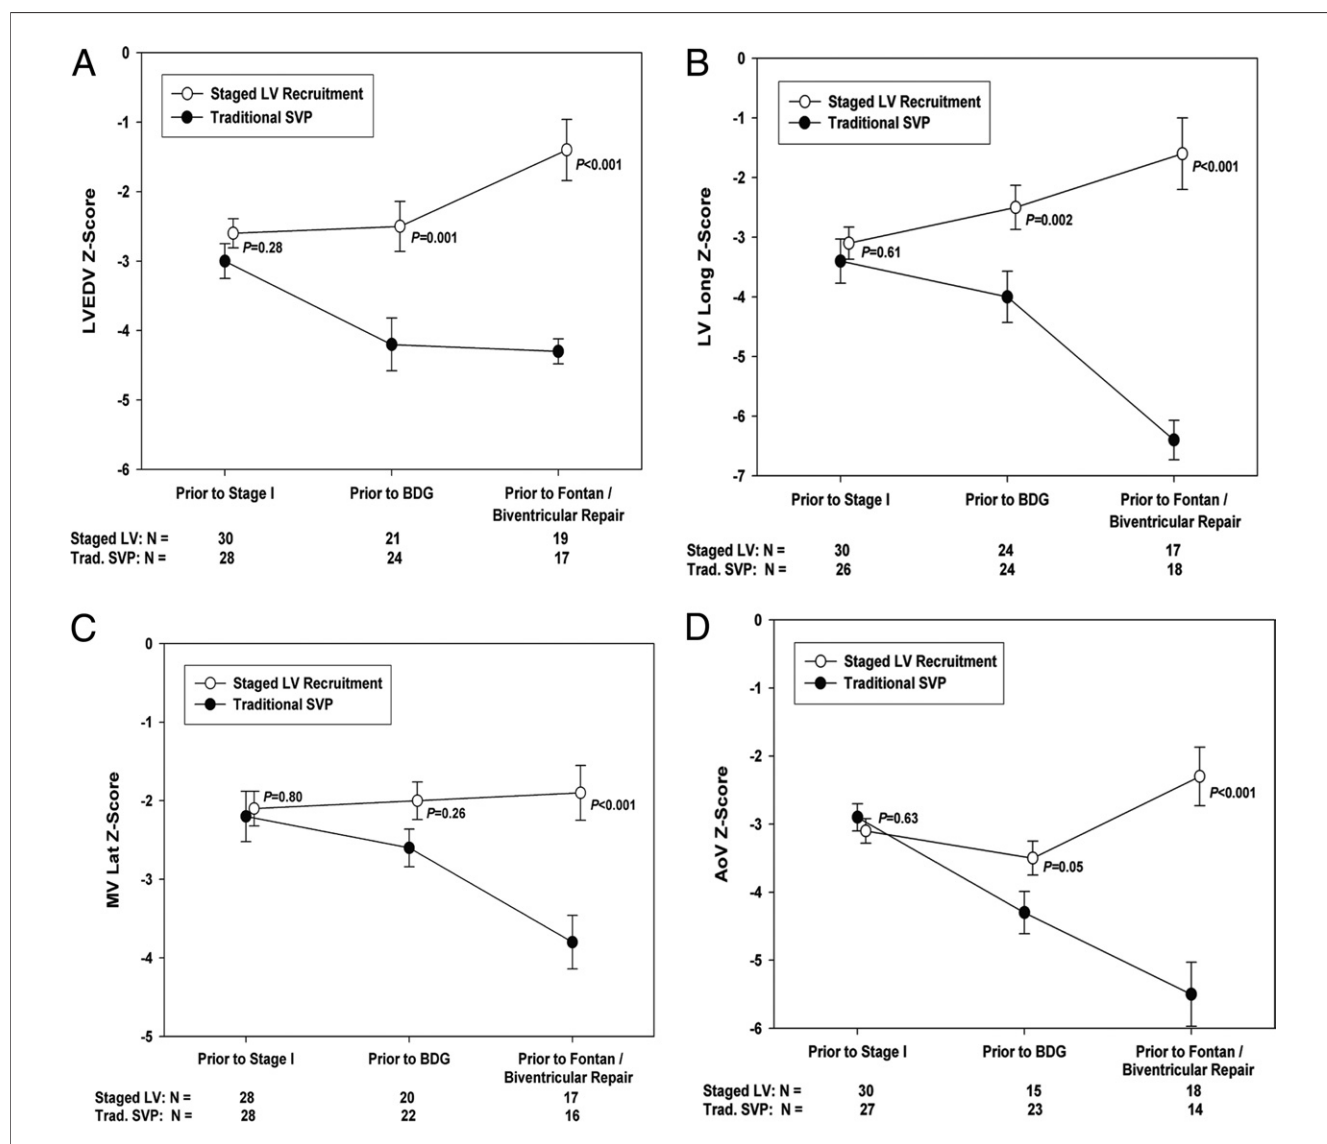 A
0
-1
-2
-3
-4
-5
-6
LVEDV Z-Score
Staged LV Recruitment
Traditional SVP
P=0.28
P=0.001
P<0.001
Prior to Stage I
Prior to BDG
Prior to Fontan /
Biventricular Repair
Staged LV: N = 30 21 19
Trad. SVP: N = 28 24 17
B
0
-1
-2
-3
-4
-5
-6
-7
LV Long Z-Score
Staged LV Recruitment
Traditional SVP
P=0.61
P=0.002
P<0.001
Prior to Stage I
Prior to BDG
Prior to Fontan /
Biventricular Repair
Staged LV: N = 30 24 17
Trad. SVP: N = 26 24 18
C
0
-1
-2
-3
-4
-5
MV Lat Z-Score
Staged LV Recruitment
Traditional SVP
P=0.80
P=0.26
P<0.001
Prior to Stage I
Prior to BDG
Prior to Fontan /
Biventricular Repair
Staged LV: N = 28 20 17
Trad. SVP: N = 28 22 16
D
0
-1
-2
-3
-4
-5
-6
AoV Z-Score
Staged LV Recruitment
Traditional SVP
P=0.63
P=0.05
P<0.001
Prior to Stage I
Prior to BDG
Prior to Fontan /
Biventricular Repair
Staged LV: N = 30 15 18
Trad. SVP: N = 27 23 14